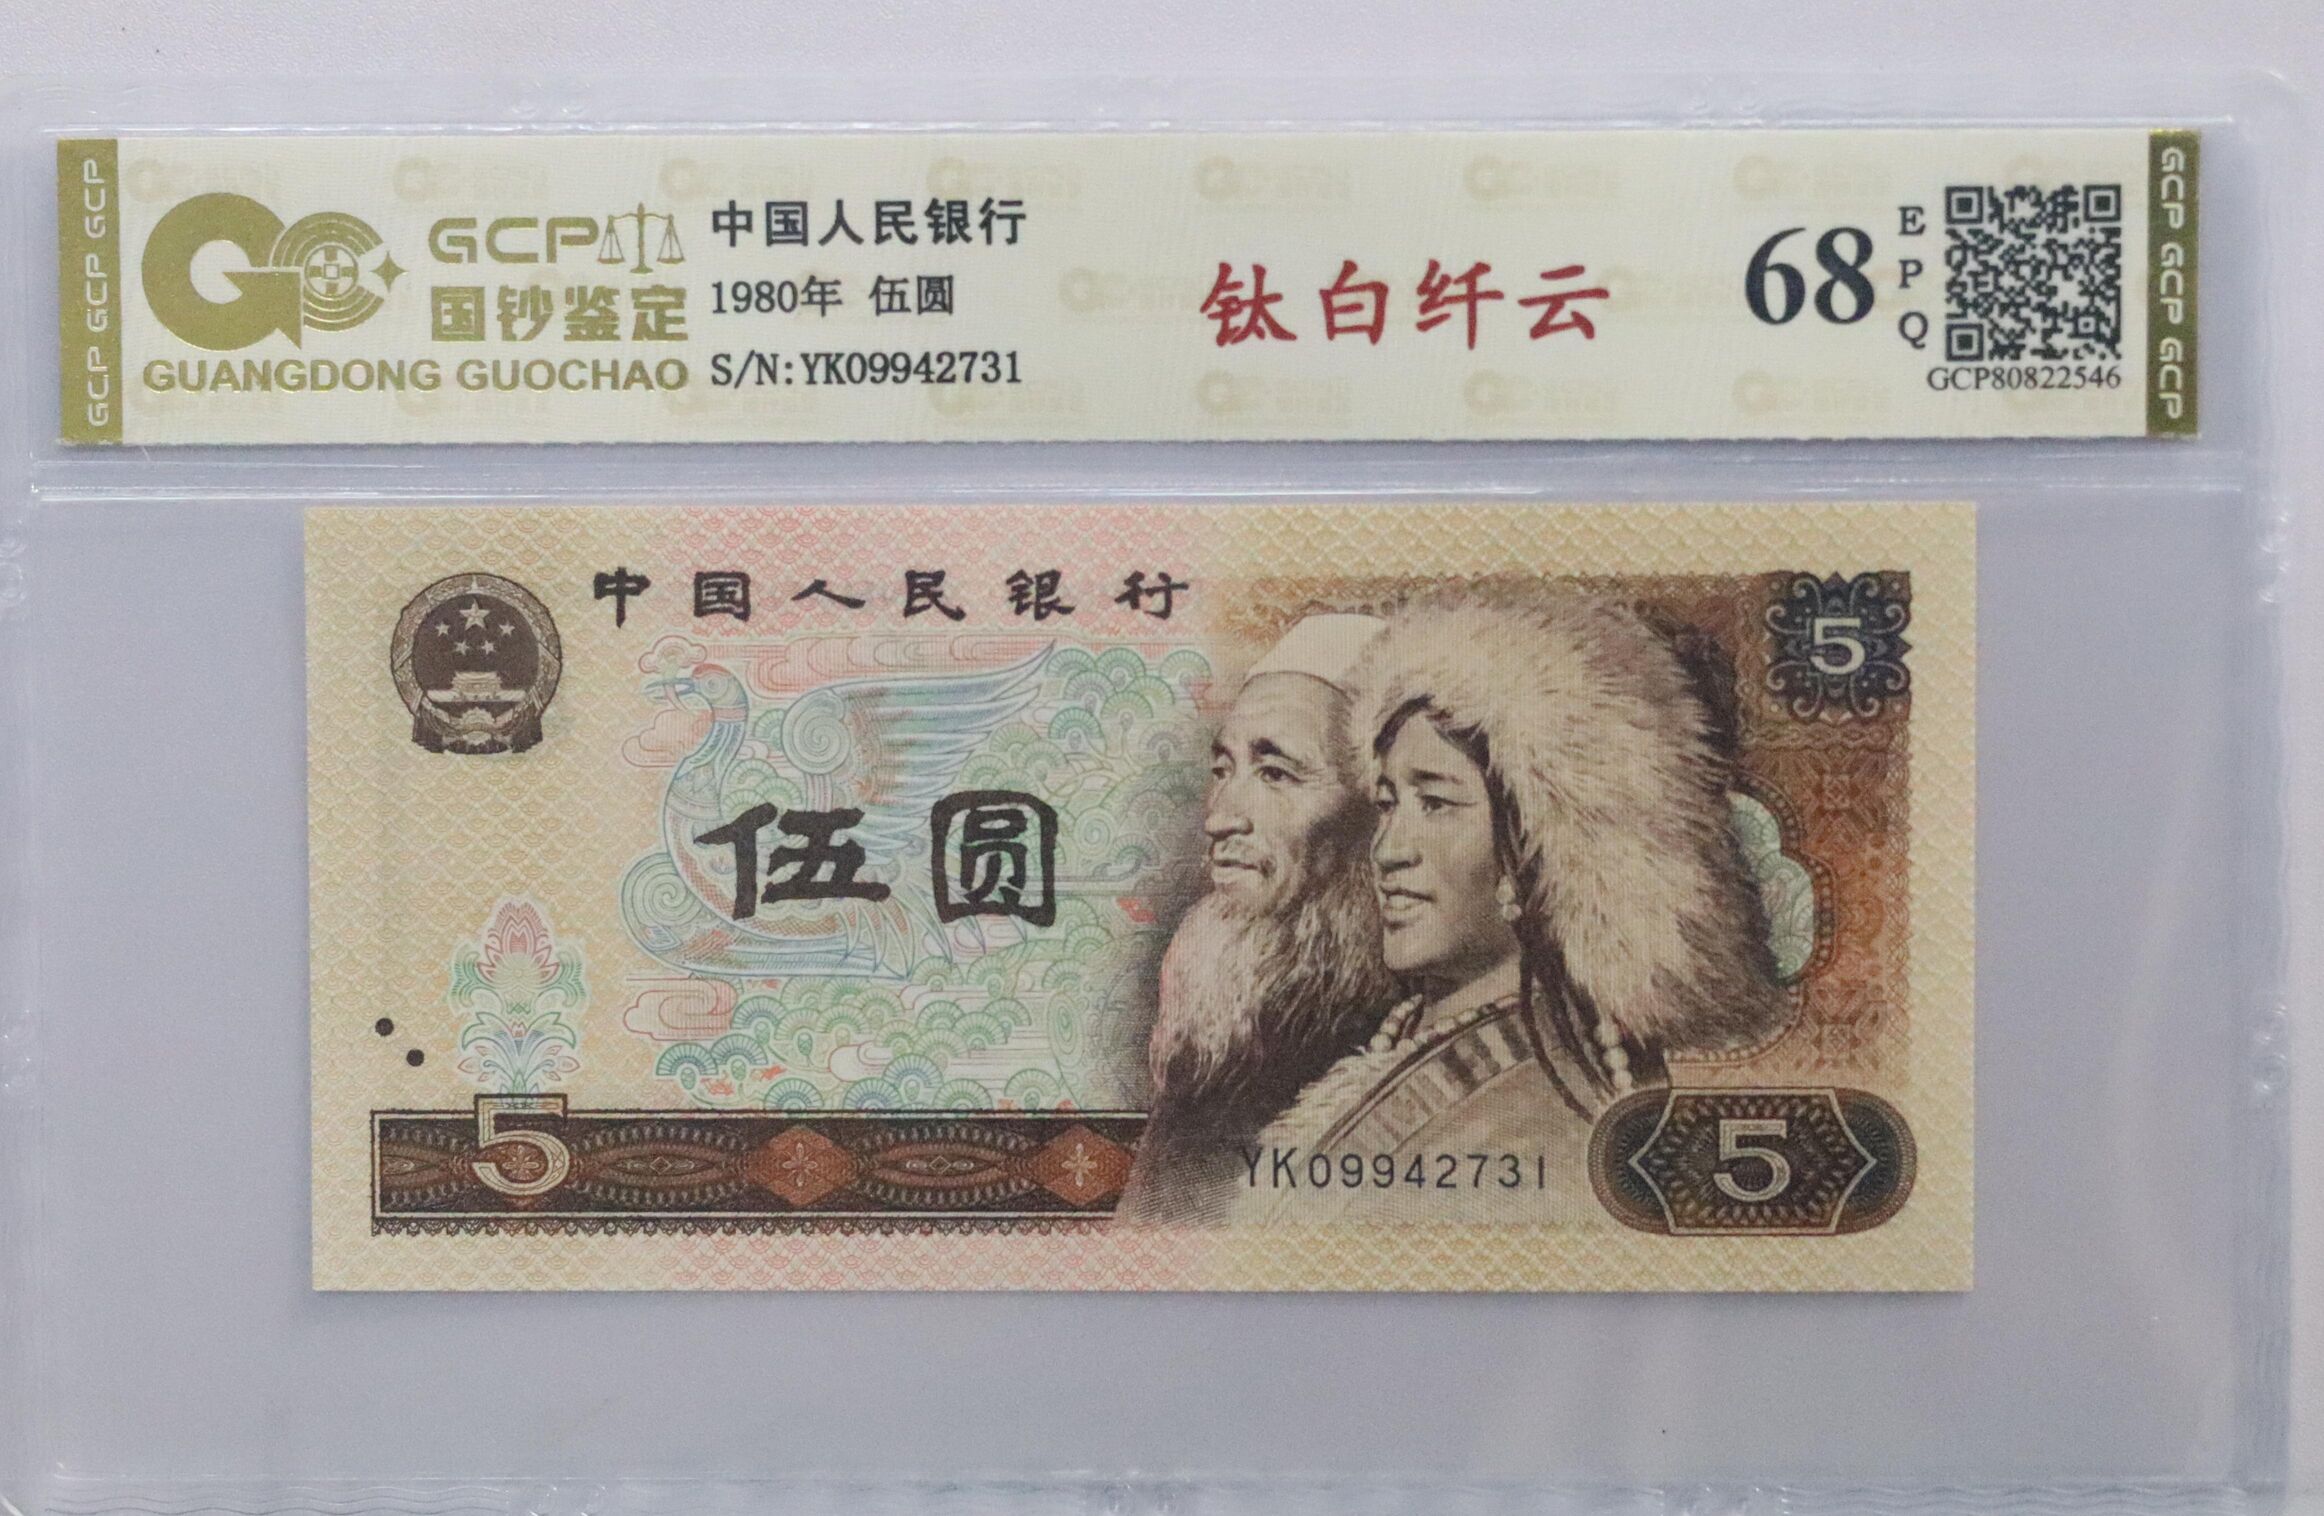 GCP GCP GCP
GCP
国钞鉴定
GUANGDONG GUOCHAO
中国人民银行
1980年 伍圆
S/N:YK09942731
钛白纤云
68
EPQ
GCP80822546
GCP GCP GCP
中国人民银行
5
伍圆
5
YK09942731
5